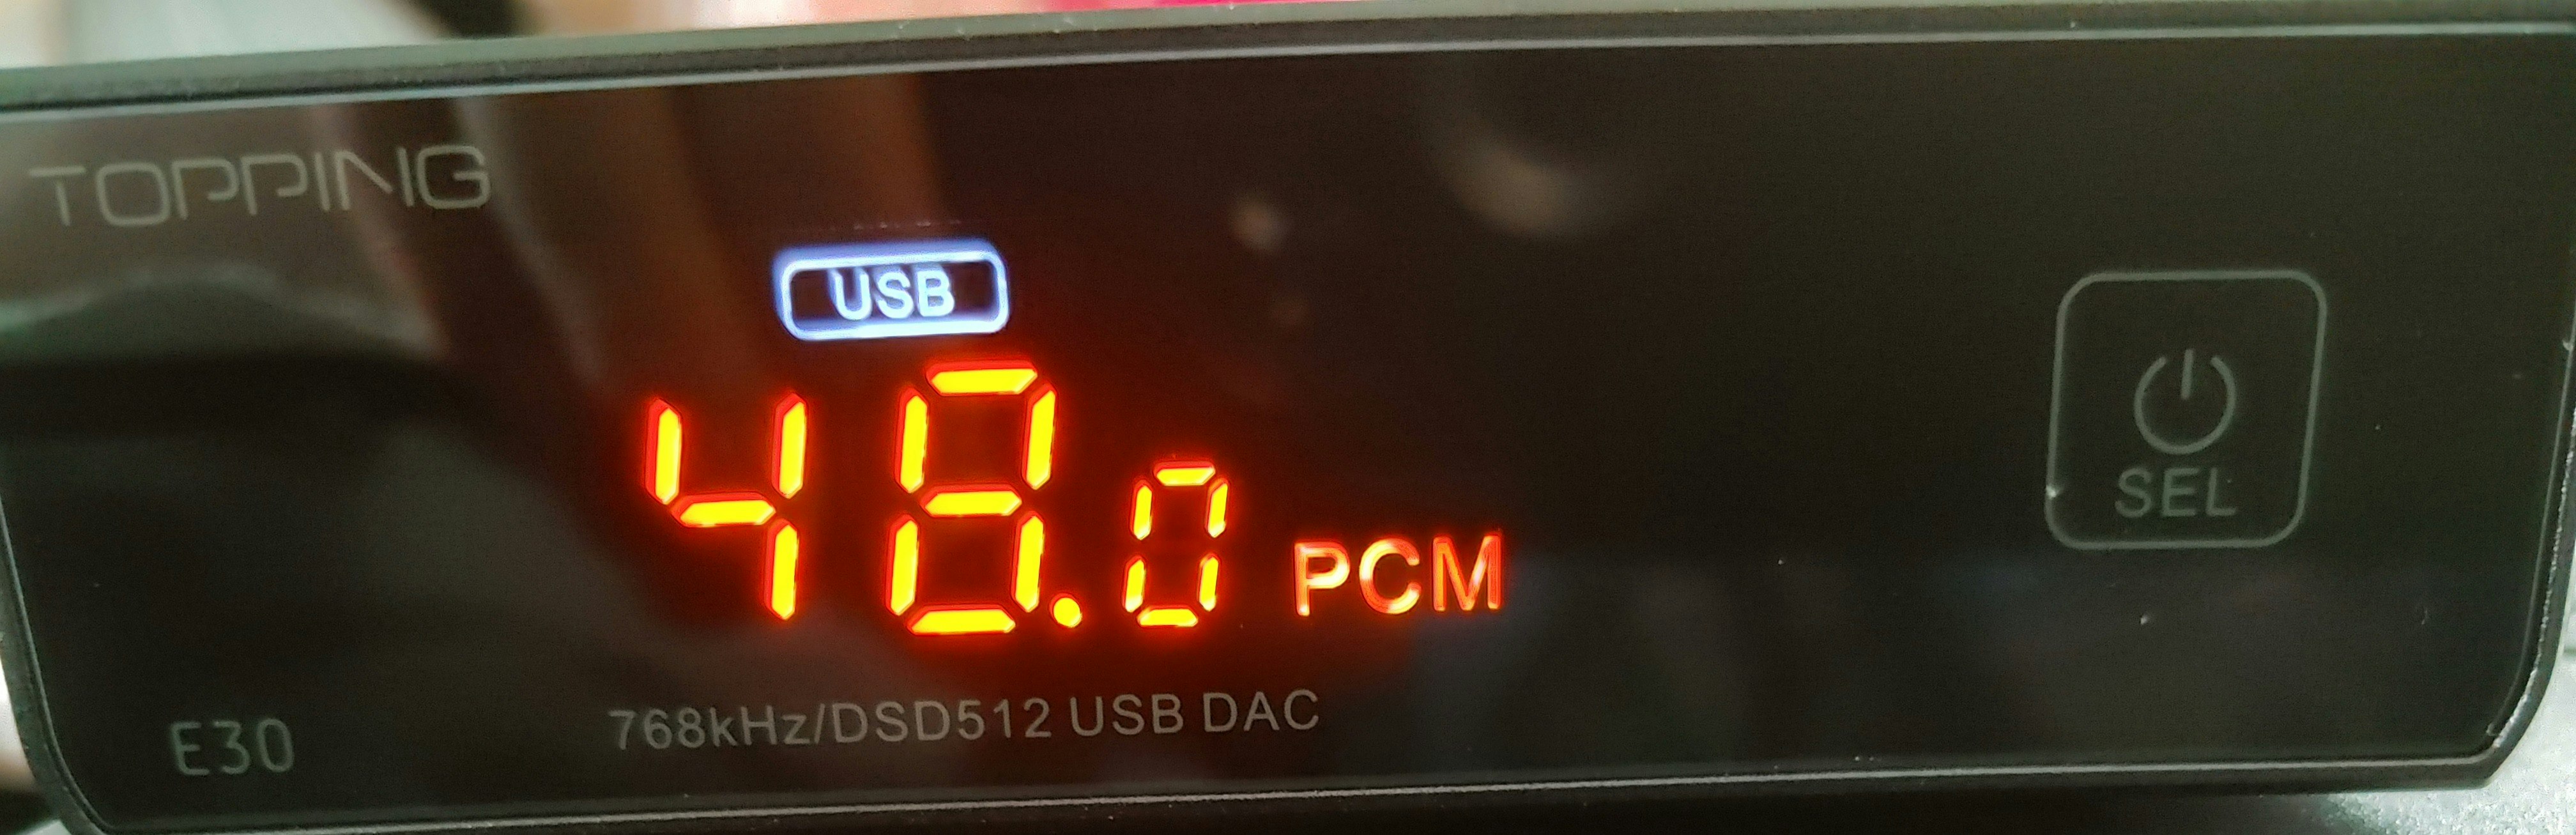 TOPPING
USB
48.0 PCM
SEL
768kHz/DSD512 USB DAC
E30